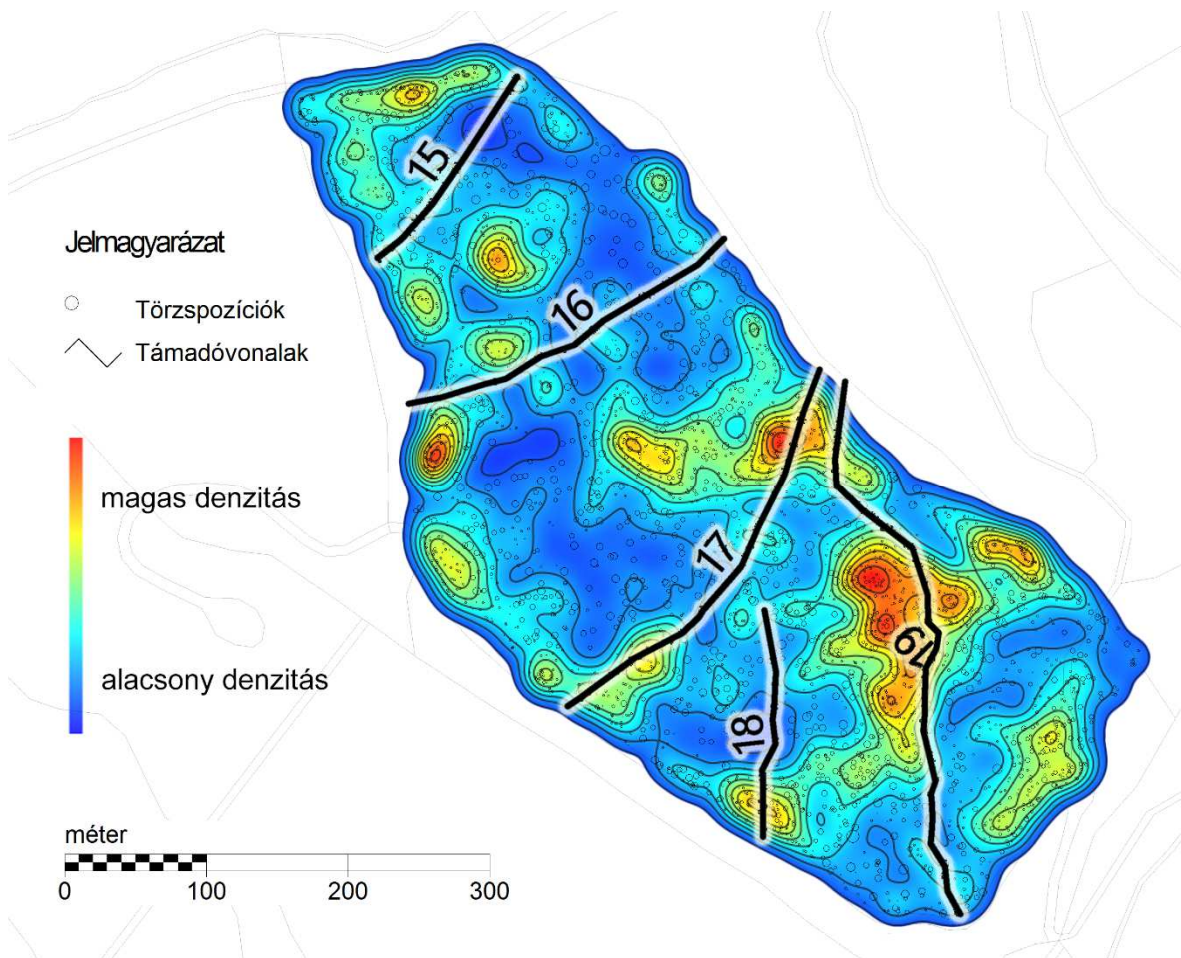 15
16
17
18
19
Jelmagyarázat
Törzspozíciók
Támadóvonalak
magas denzitás
alacsony denzitás
méter
0 100 200 300